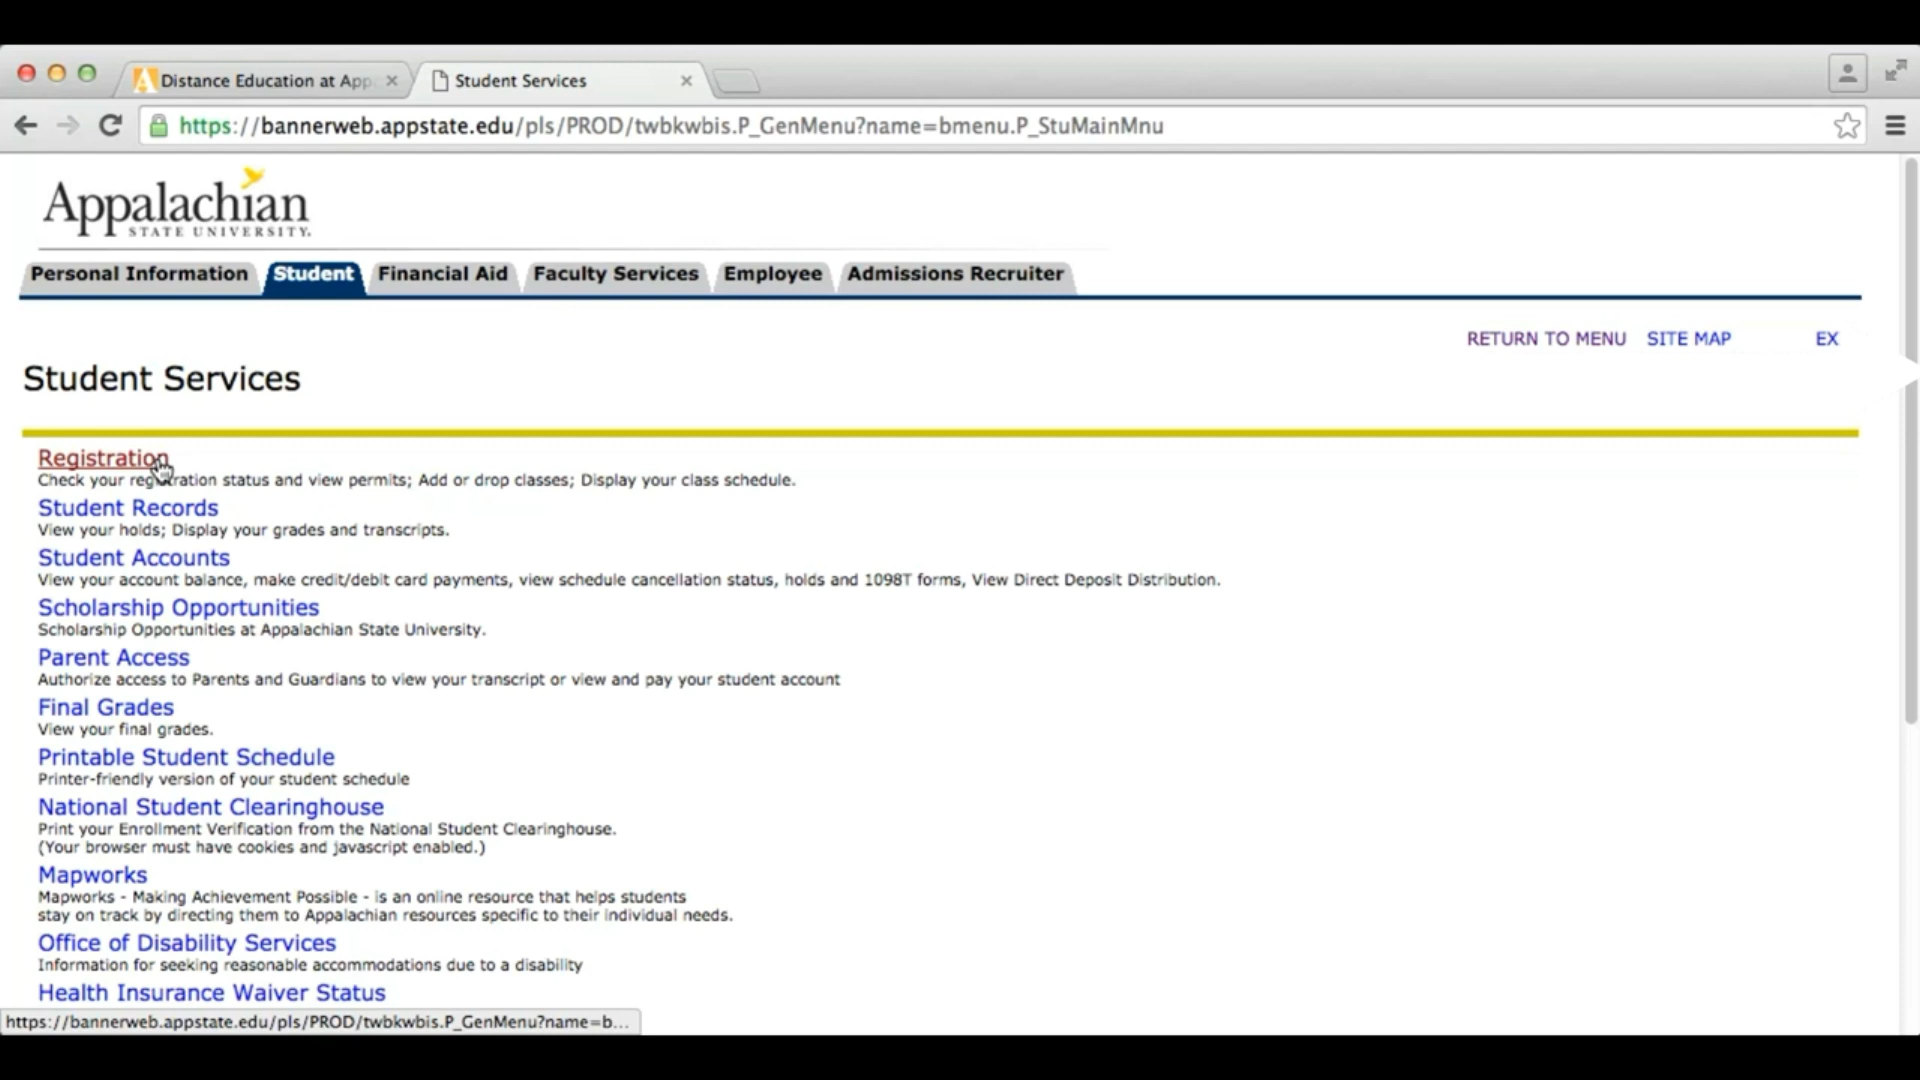 Distance Education at App
Student Services
https://bannerweb.appstate.edu/pls/PROD/twbkwbis.P_GenMenu?name=bmenu.P_StuMainMnu
Appalachian
STATE UNIVERSITY.
Personal Information Student Financial Aid Faculty Services Employee Admissions Recruiter
RETURN TO MENU SITE MAP EX
Student Services
Registration
Check your registration status and view permits; Add or drop classes; Display your class schedule.
Student Records
View your holds; Display your grades and transcripts.
Student Accounts
View your account balance, make credit/debit card payments, view schedule cancellation status, holds and 1098T forms, View Direct Deposit Distribution.
Scholarship Opportunities
Scholarship Opportunities at Appalachian State University.
Parent Access
Authorize access to Parents and Guardians to view your transcript or view and pay your student account
Final Grades
View your final grades.
Printable Student Schedule
Printer-friendly version of your student schedule
National Student Clearinghouse
Print your Enrollment Verification from the National Student Clearinghouse.
(Your browser must have cookies and javascript enabled.)
Mapworks
Mapworks - Making Achievement Possible - is an online resource that helps students
stay on track by directing them to Appalachian resources specific to their individual needs.
Office of Disability Services
Information for seeking reasonable accommodations due to a disability
Health Insurance Waiver Status
https://bannerweb.appstate.edu/pls/PROD/twbkwbis.P_GenMenu?name=b...